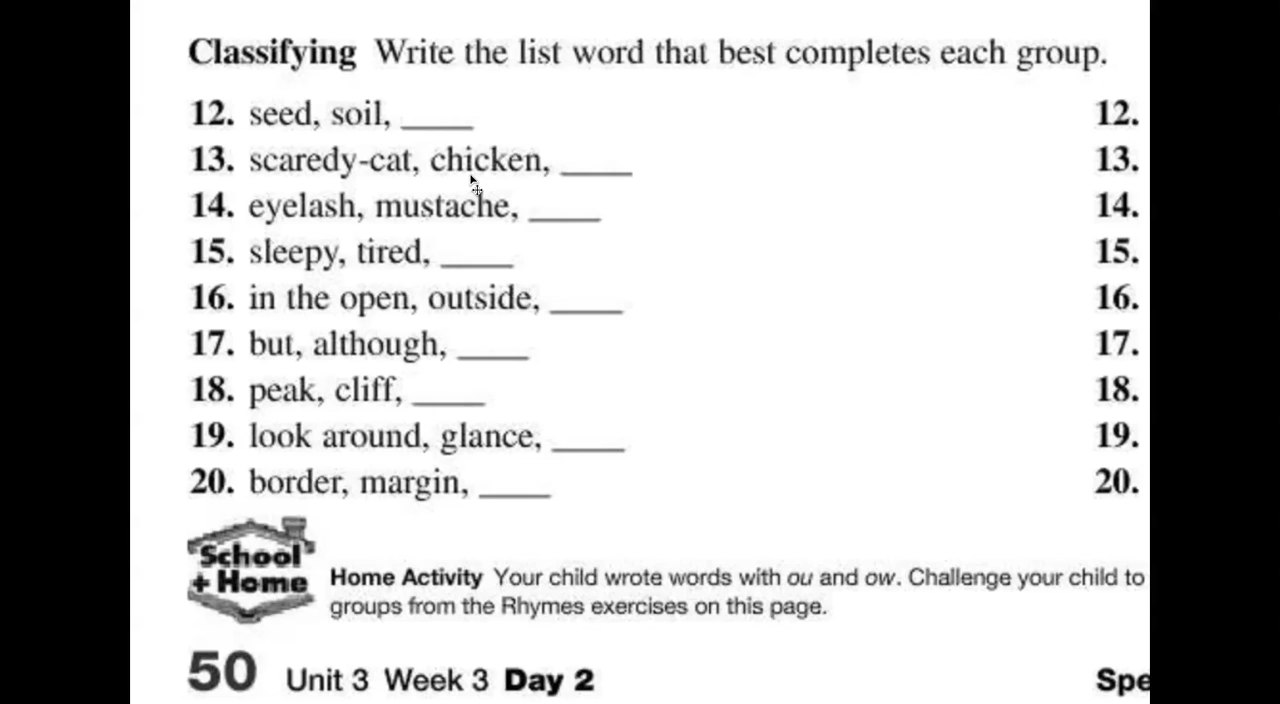 Classifying Write the list word that best completes each group.
12. seed, soil, ____ 12.
13. scaredy-cat, chicken, ____ 13.
14. eyelash, mustache, ____ 14.
15. sleepy, tired, ____ 15.
16. in the open, outside, ____ 16.
17. but, although, ____ 17.
18. peak, cliff, ____ 18.
19. look around, glance, ____ 19.
20. border, margin, ____ 20.
School
+ Home
Home Activity Your child wrote words with ou and ow. Challenge your child to
groups from the Rhymes exercises on this page.
50 Unit 3 Week 3 Day 2 Spe